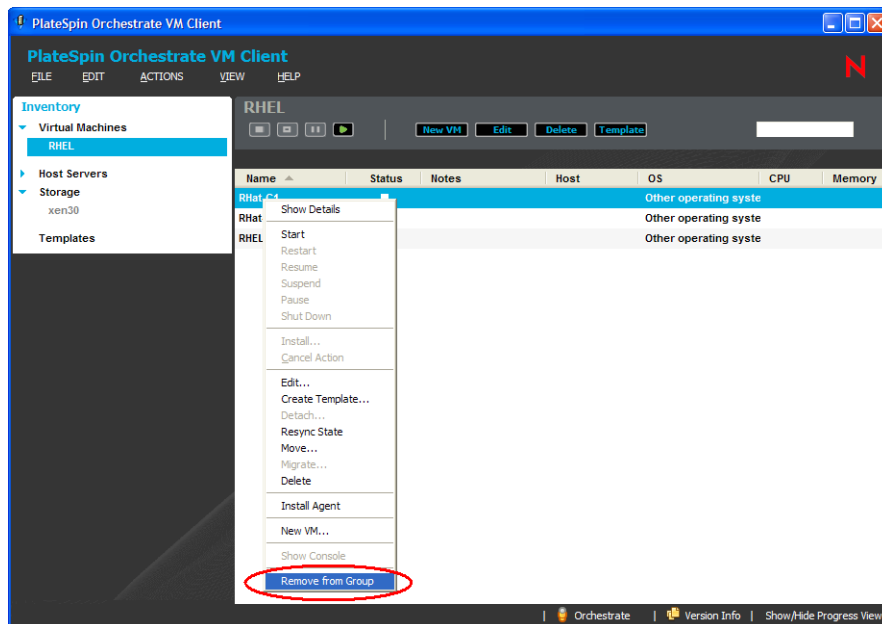 PlateSpin Orchestrate VM Client
PlateSpin Orchestrate VM Client
FILE EDIT ACTIONS VIEW HELP
N
Inventory
Virtual Machines
RHEL
Host Servers
Storage
xen30
Templates
RHEL
New VM Edit Delete Template
Name Status Notes Host OS CPU Memory
RHat-C1 Other operating syste
RHat Other operating syste
RHEL Other operating syste
Show Details
Start
Restart
Resume
Suspend
Pause
Shut Down
Install...
Cancel Action
Edit...
Create Template...
Detach...
Resync State
Move...
Migrate...
Delete
Install Agent
New VM...
Show Console
Remove from Group
| Orchestrate | Version Info | Show/Hide Progress View